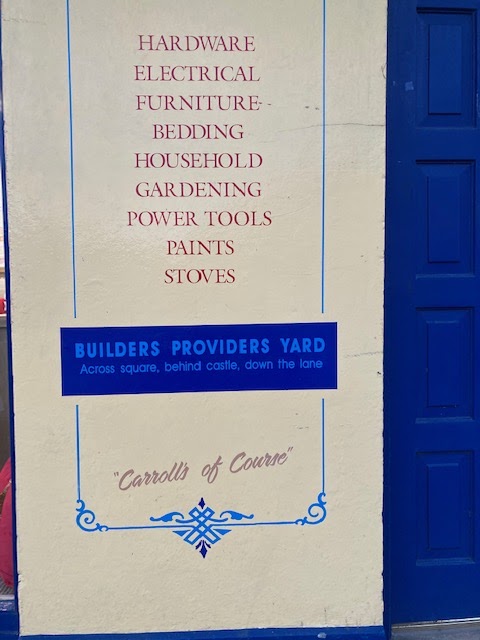 HARDWARE
ELECTRICAL
FURNITURE
BEDDING
HOUSEHOLD
GARDENING
POWER TOOLS
PAINTS
STOVES
BUILDERS PROVIDERS YARD
Across square, behind castle, down the lane
"Carroll's of Course"